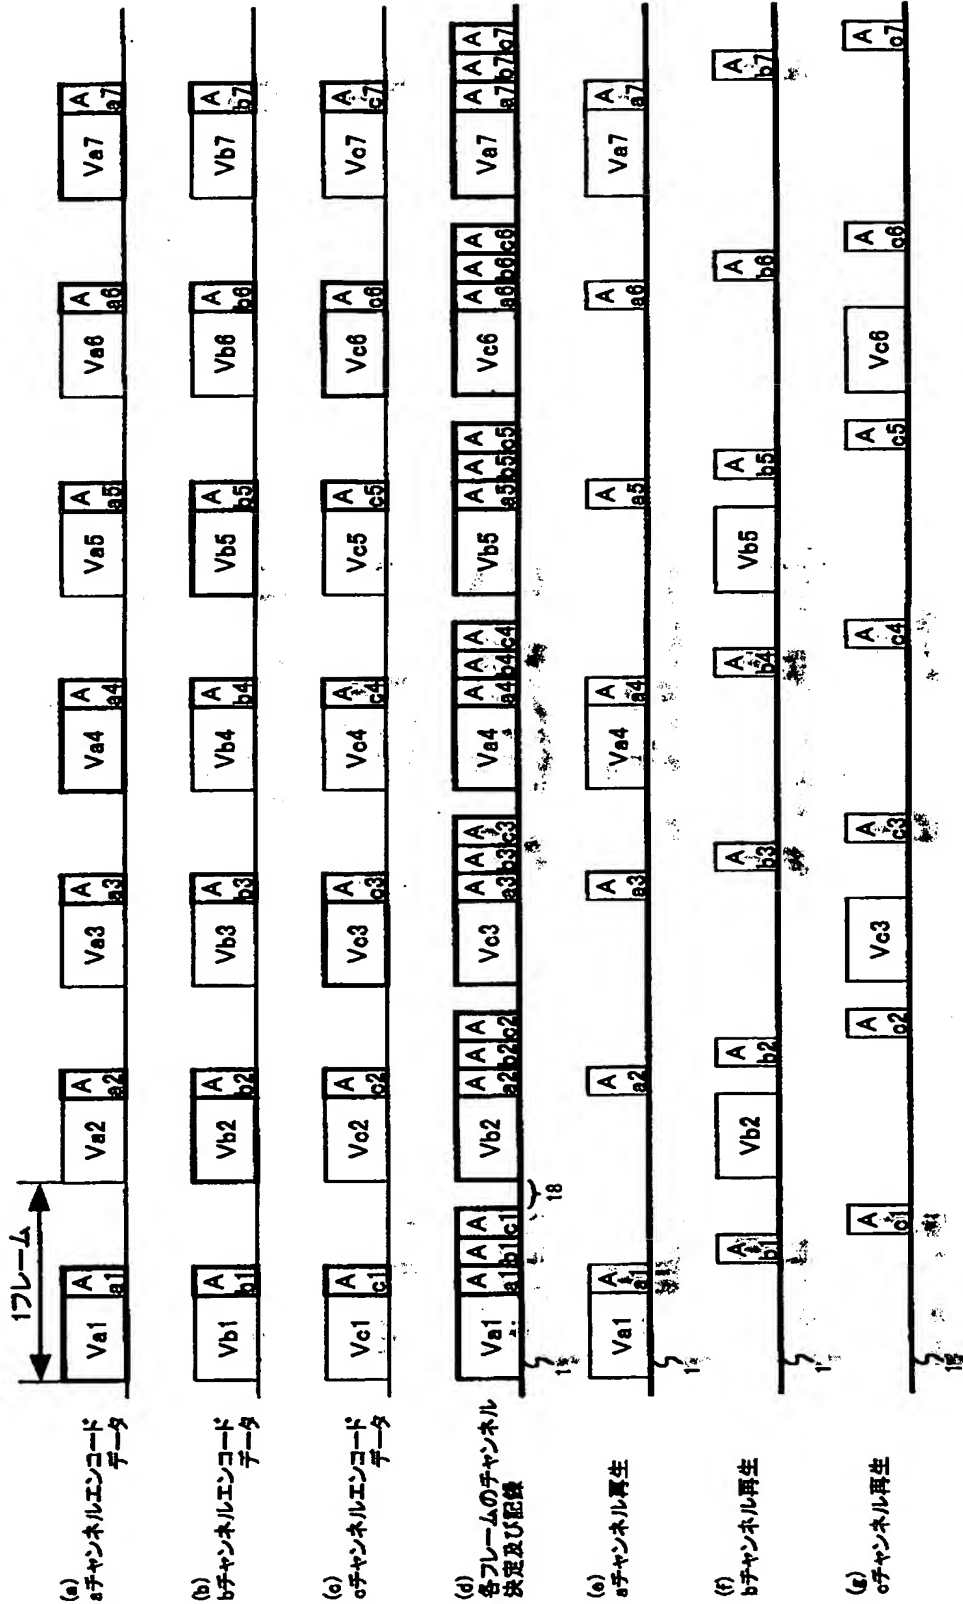 1フレーム
(a)
aチャンネルエンコード
データ
Va1 A a1 Va2 A a2 Va3 A a3 Va4 A a4 Va5 A a5 Va6 A a6 Va7 A a7
(b)
bチャンネルエンコード
データ
Vb1 A b1 Vb2 A b2 Vb3 A b3 Vb4 A b4 Vb5 A b5 Vb6 A b6 Vb7 A b7
(c)
cチャンネルエンコード
データ
Vc1 A c1 Vc2 A c2 Vc3 A c3 Vc4 A c4 Vc5 A c5 Vc6 A c6 Vc7 A c7
(d)
各フレームのチャンネル
決定及び記録
Va1 A a1 A b1 A c1 Vb2 A a2 A b2 A c2 Vc3 A a3 A b3 A c3 Va4 A a4 A b4 A c4 Vb5 A a5 A b5 A c5 Vc6 A a6 A b6 A c6 Va7 A a7 A b7 A c7
18
(e)
aチャンネル再生
Va1 A a1 A a2 A a3 Va4 A a4 A a5 A a6 Va7 A a7
(f)
bチャンネル再生
A b1 Vb2 A b2 A b3 A b4 Vb5 A b5 A b6 A b7
(g)
cチャンネル再生
A c1 A c2 Vc3 A c3 A c4 A c5 Vc6 A c6 A c7